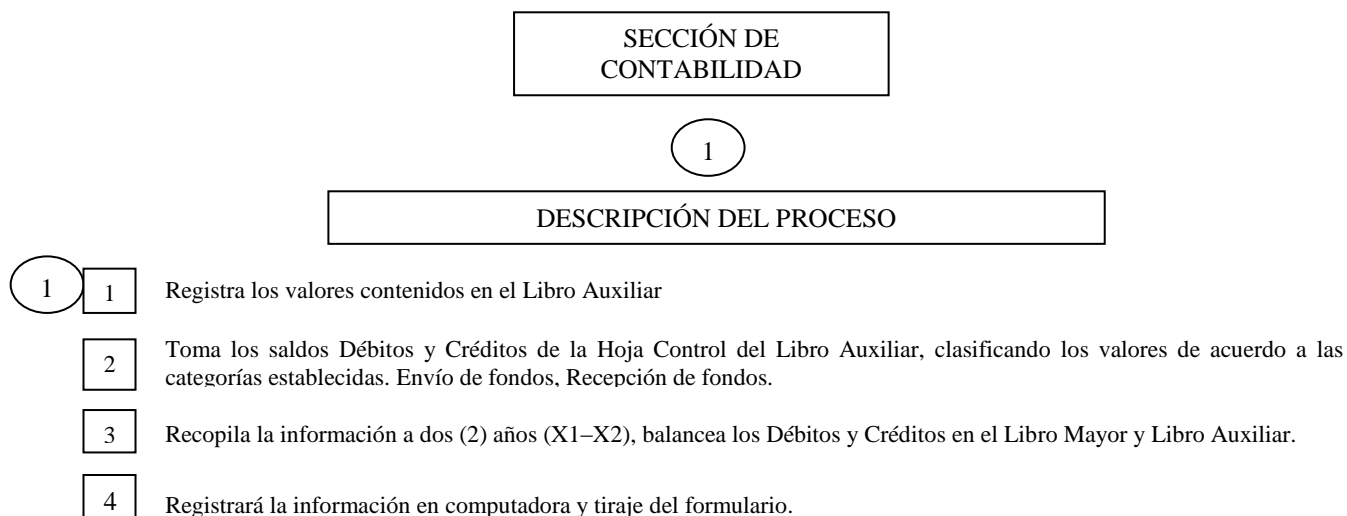 SECCIÓN DE
CONTABILIDAD
1
DESCRIPCIÓN DEL PROCESO
1 1 Registra los valores contenidos en el Libro Auxiliar
2 Toma los saldos Débitos y Créditos de la Hoja Control del Libro Auxiliar, clasificando los valores de acuerdo a las
categorías establecidas. Envío de fondos, Recepción de fondos.
3 Recopila la información a dos (2) años (X1–X2), balancea los Débitos y Créditos en el Libro Mayor y Libro Auxiliar.
4 Registrará la información en computadora y tiraje del formulario.